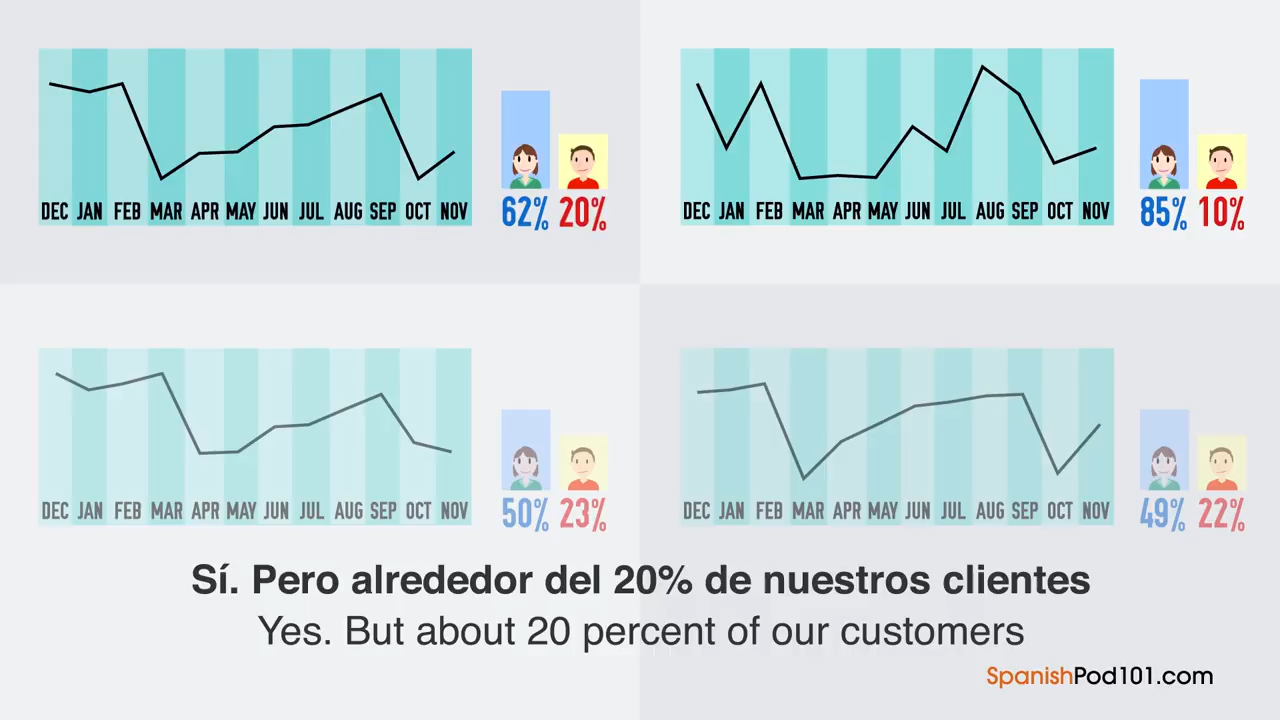 DEC JAN FEB MAR APR MAY JUN JUL AUG SEP OCT NOV
62% 20%
DEC JAN FEB MAR APR MAY JUN JUL AUG SEP OCT NOV
85% 10%
DEC JAN FEB MAR APR MAY JUN JUL AUG SEP OCT NOV
50% 23%
DEC JAN FEB MAR APR MAY JUN JUL AUG SEP OCT NOV
49% 22%
Sí. Pero alrededor del 20% de nuestros clientes
Yes. But about 20 percent of our customers
SpanishPod101.com